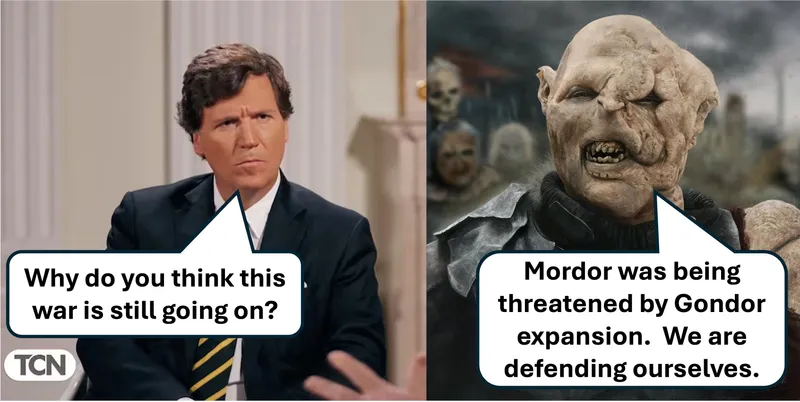 Why do you think this
war is still going on?
TCN
Mordor was being
threatened by Gondor
expansion.  We are
defending ourselves.